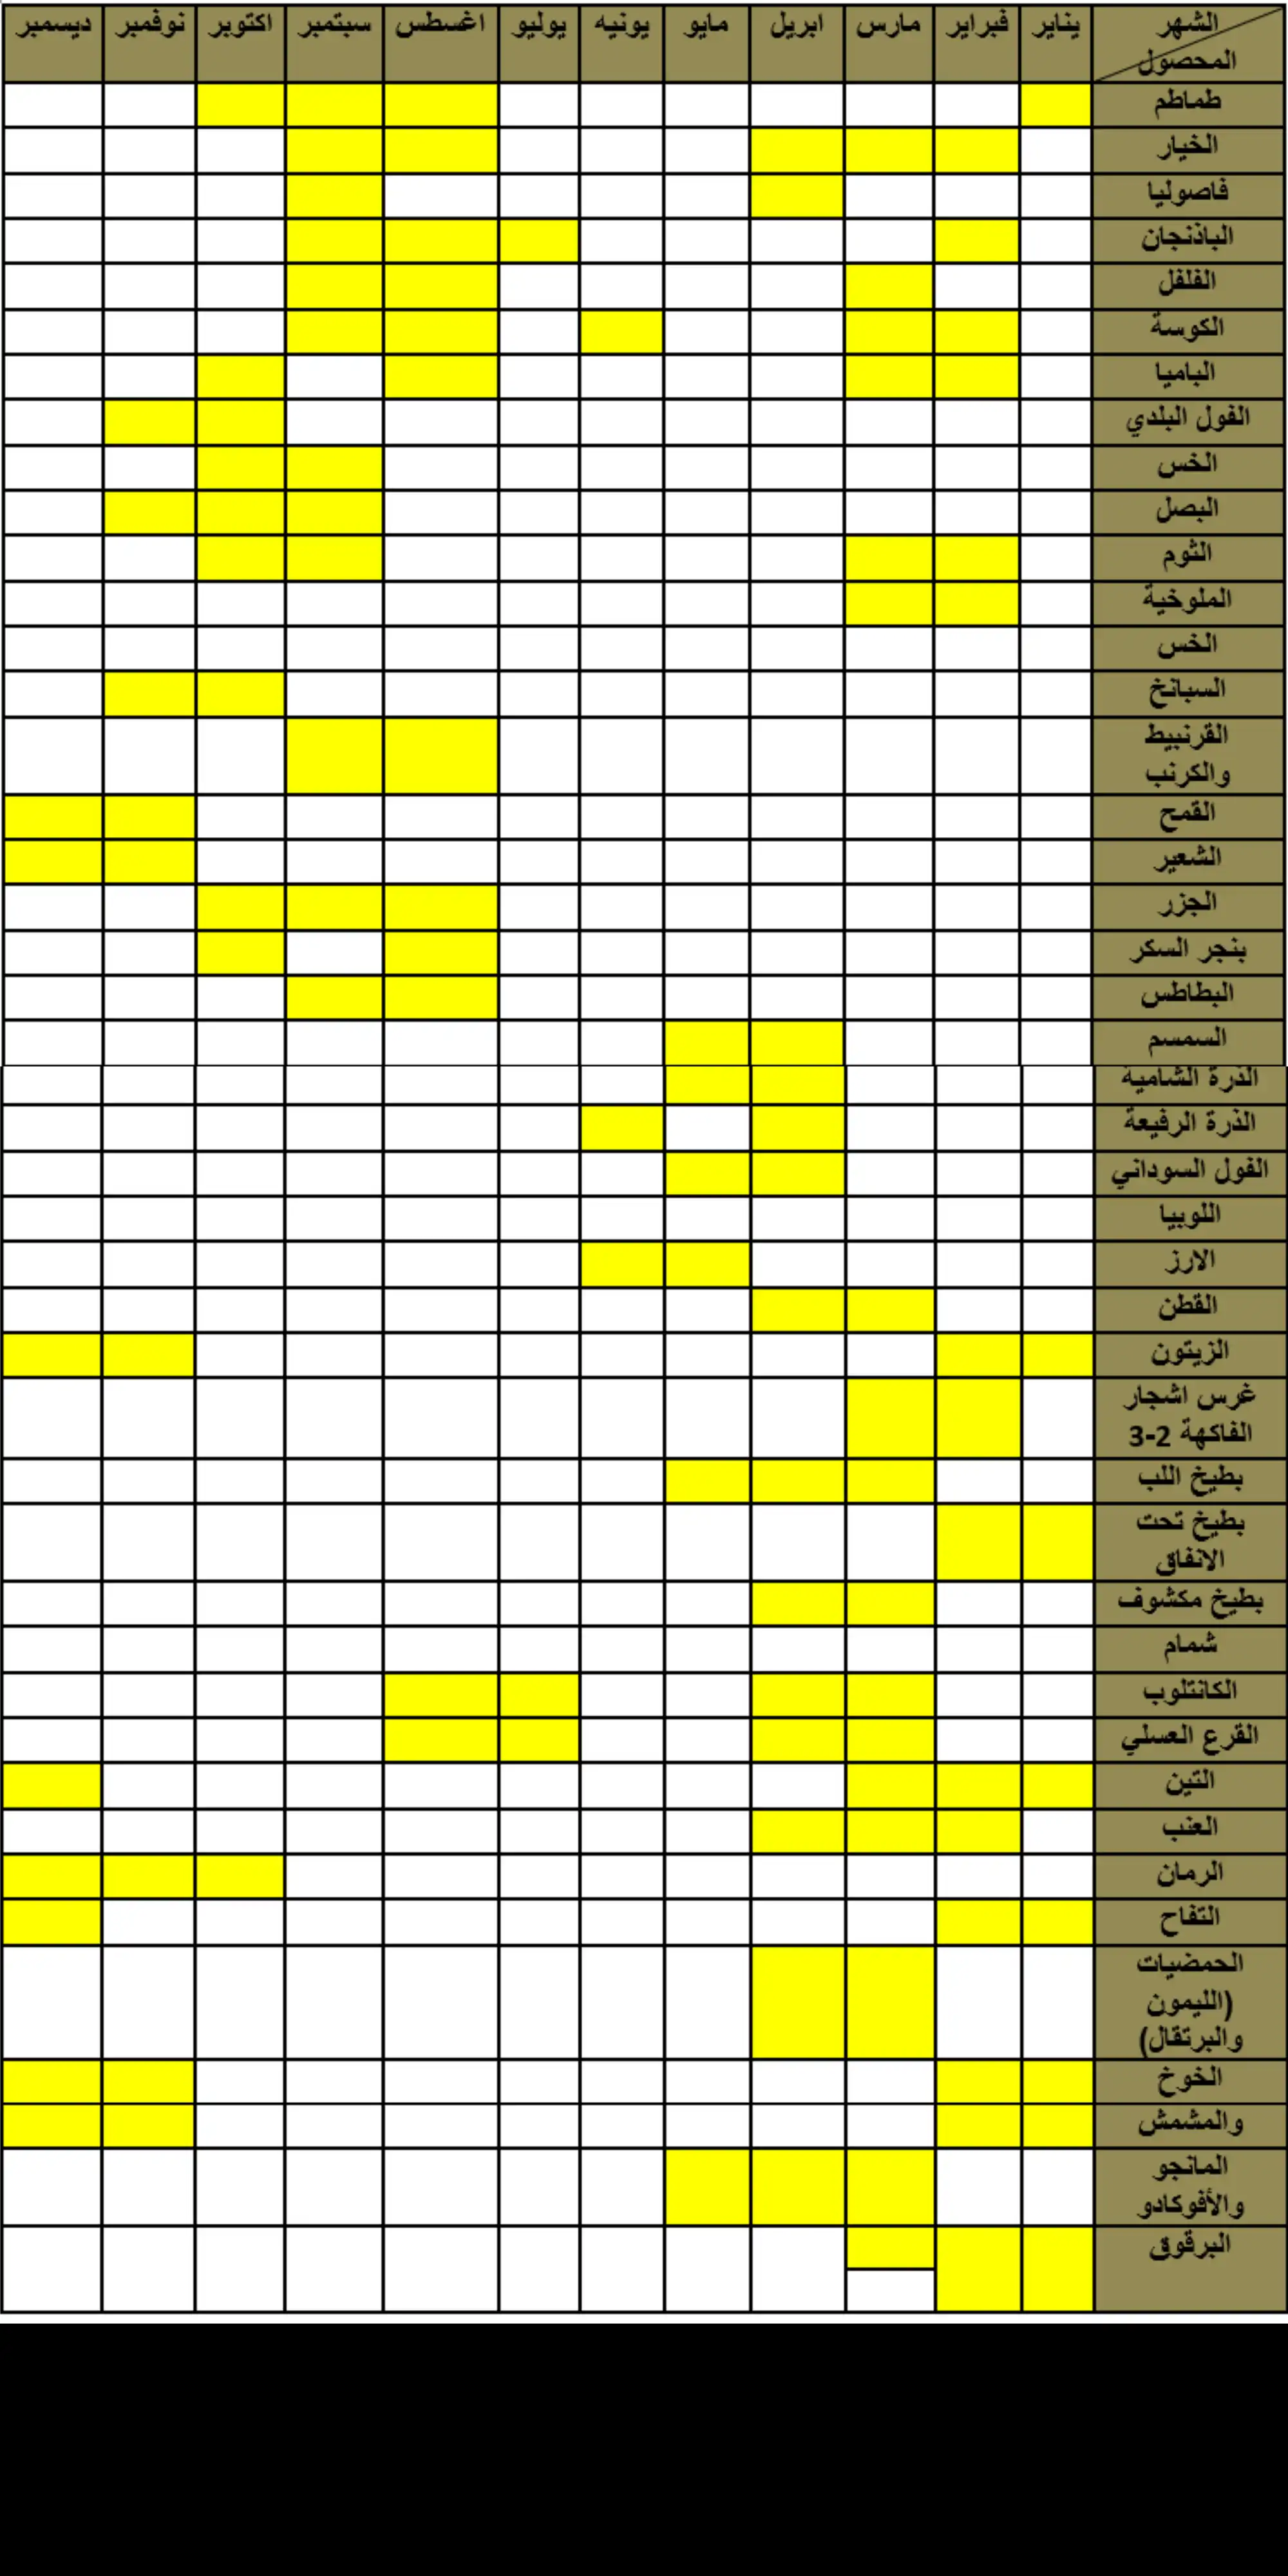 الشهر
المحصول
يناير فبراير مارس ابريل مايو يونيه يوليو اغسطس سبتمبر اكتوبر نوفمبر ديسمبر
طماطم
الخيار
فاصوليا
الباذنجان
الفلفل
الكوسة
الباميا
الفول البلدي
الخس
البصل
الثوم
الملوخية
الخس
السبانخ
القرنبيط
والكرنب
القمح
الشعير
الجزر
بنجر السكر
البطاطس
السمسم
الذرة الشامية
الذرة الرفيعة
الفول السوداني
اللوبيا
الارز
القطن
الزيتون
غرس اشجار
الفاكهة 2-3
بطيخ اللب
بطيخ تحت
الانفاق
بطيخ مكشوف
شمام
الكانتلوب
القرع العسلي
التين
العنب
الرمان
التفاح
الحمضيات
(الليمون
والبرتقال)
الخوخ
والمشمش
المانجو
والأفوكادو
البرقوق